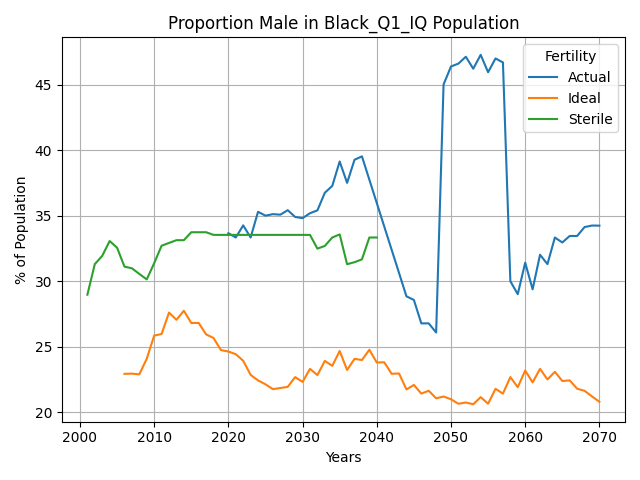 Proportion Male in Black_Q1_IQ Population
Fertility
Actual
Ideal
Sterile
% of Population
45
40
35
30
25
20
2000 2010 2020 2030 2040 2050 2060 2070
Years